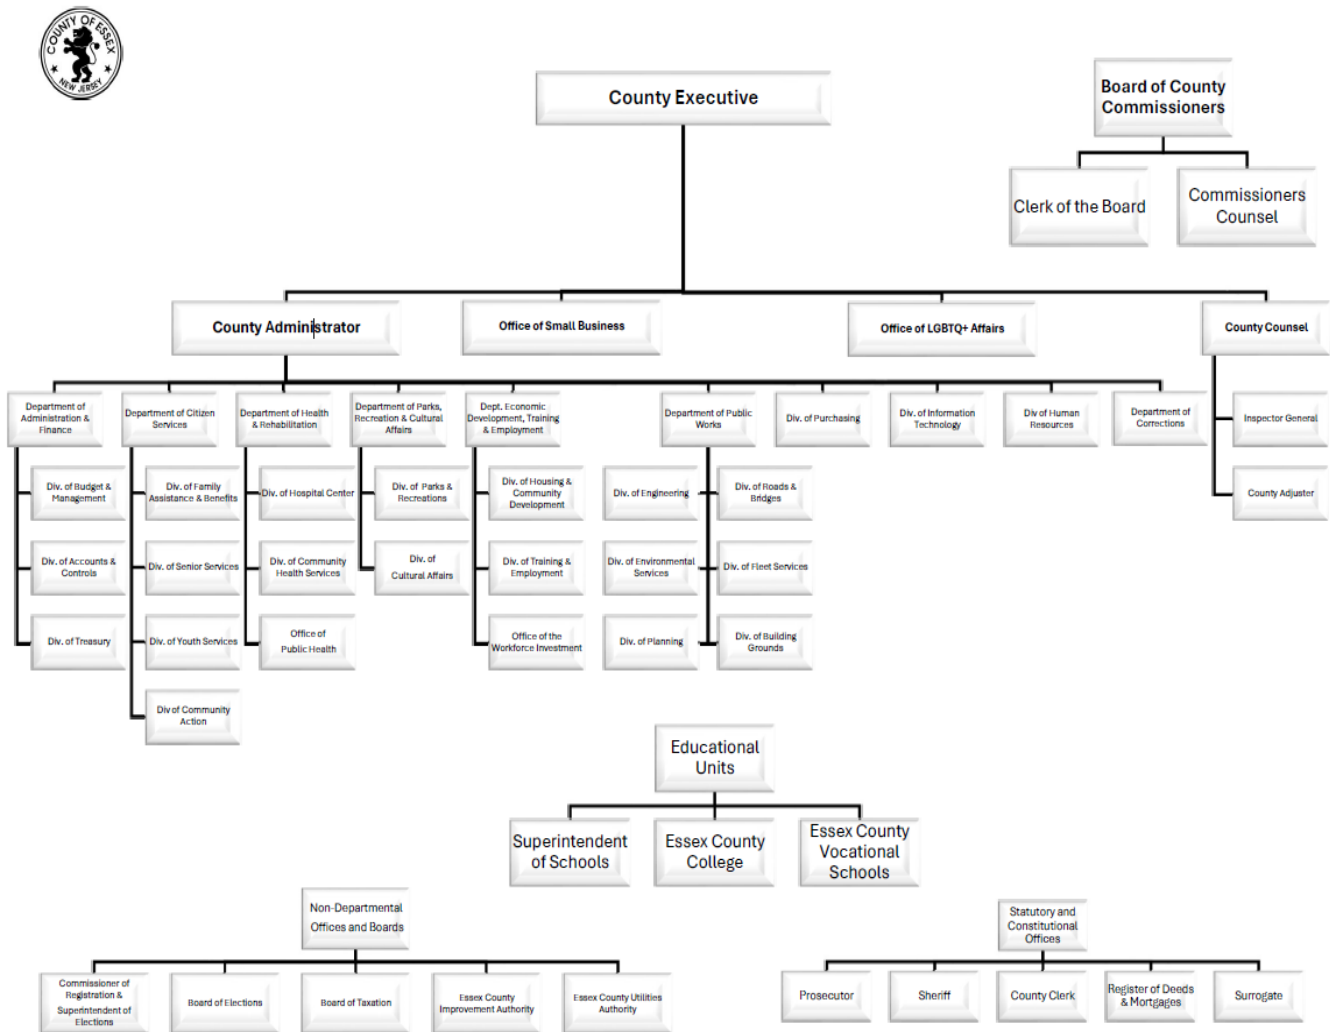 COUNTY OF ESSEX
NEW JERSEY
County Executive
Board of County
Commissioners
Clerk of the Board
Commissioners
Counsel
County Administrator
Office of Small Business
Office of LGBTQ+ Affairs
County Counsel
Department of
Administration &
Finance
Department of Citizen
Services
Department of Health
& Rehabilitation
Department of Parks,
Recreation & Cultural
Affairs
Dept. Economic
Development, Training
& Employment
Department of Public
Works
Div. of Purchasing
Div. of Information
Technology
Div of Human
Resources
Department of
Corrections
Inspector General
County Adjuster
Div. of Budget &
Management
Div. of Accounts &
Controls
Div. of Treasury
Div. of Family
Assistance & Benefits
Div. of Senior Services
Div. of Youth Services
Div of Community
Action
Div. of Hospital Center
Div. of Community
Health Services
Office of
Public Health
Div. of Parks &
Recreations
Div. of
Cultural Affairs
Div. of Housing &
Community
Development
Div. of Training &
Employment
Office of the
Workforce Investment
Div. of Engineering
Div. of Environmental
Services
Div. of Planning
Div. of Roads &
Bridges
Div. of Fleet Services
Div. of Building
Grounds
Educational
Units
Superintendent
of Schools
Essex County
College
Essex County
Vocational
Schools
Non-Departmental
Offices and Boards
Commissioner of
Registration &
Superintendent of
Elections
Board of Elections
Board of Taxation
Essex County
Improvement Authority
Essex County Utilities
Authority
Statutory and
Constitutional
Offices
Prosecutor
Sheriff
County Clerk
Register of Deeds
& Mortgages
Surrogate